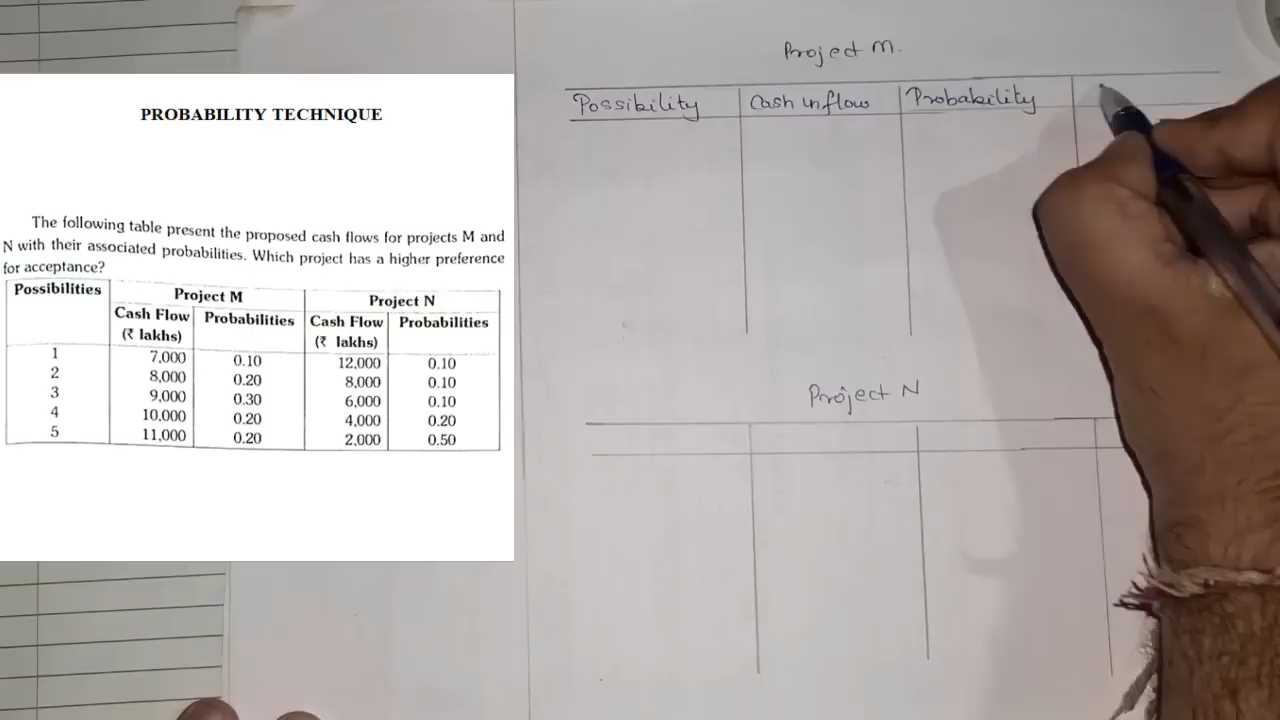 PROBABILITY TECHNIQUE
The following table present the proposed cash flows for projects M and
N with their associated probabilities. Which project has a higher preference
for acceptance?
Possibilities Project M Project N
Cash Flow Probabilities Cash Flow Probabilities
(₹ lakhs) (₹ lakhs)
1 7,000 0.10 12,000 0.10
2 8,000 0.20 8,000 0.10
3 9,000 0.30 6,000 0.10
4 10,000 0.20 4,000 0.20
5 11,000 0.20 2,000 0.50
Project M.
Possibility Cash inflow Probability
Project N